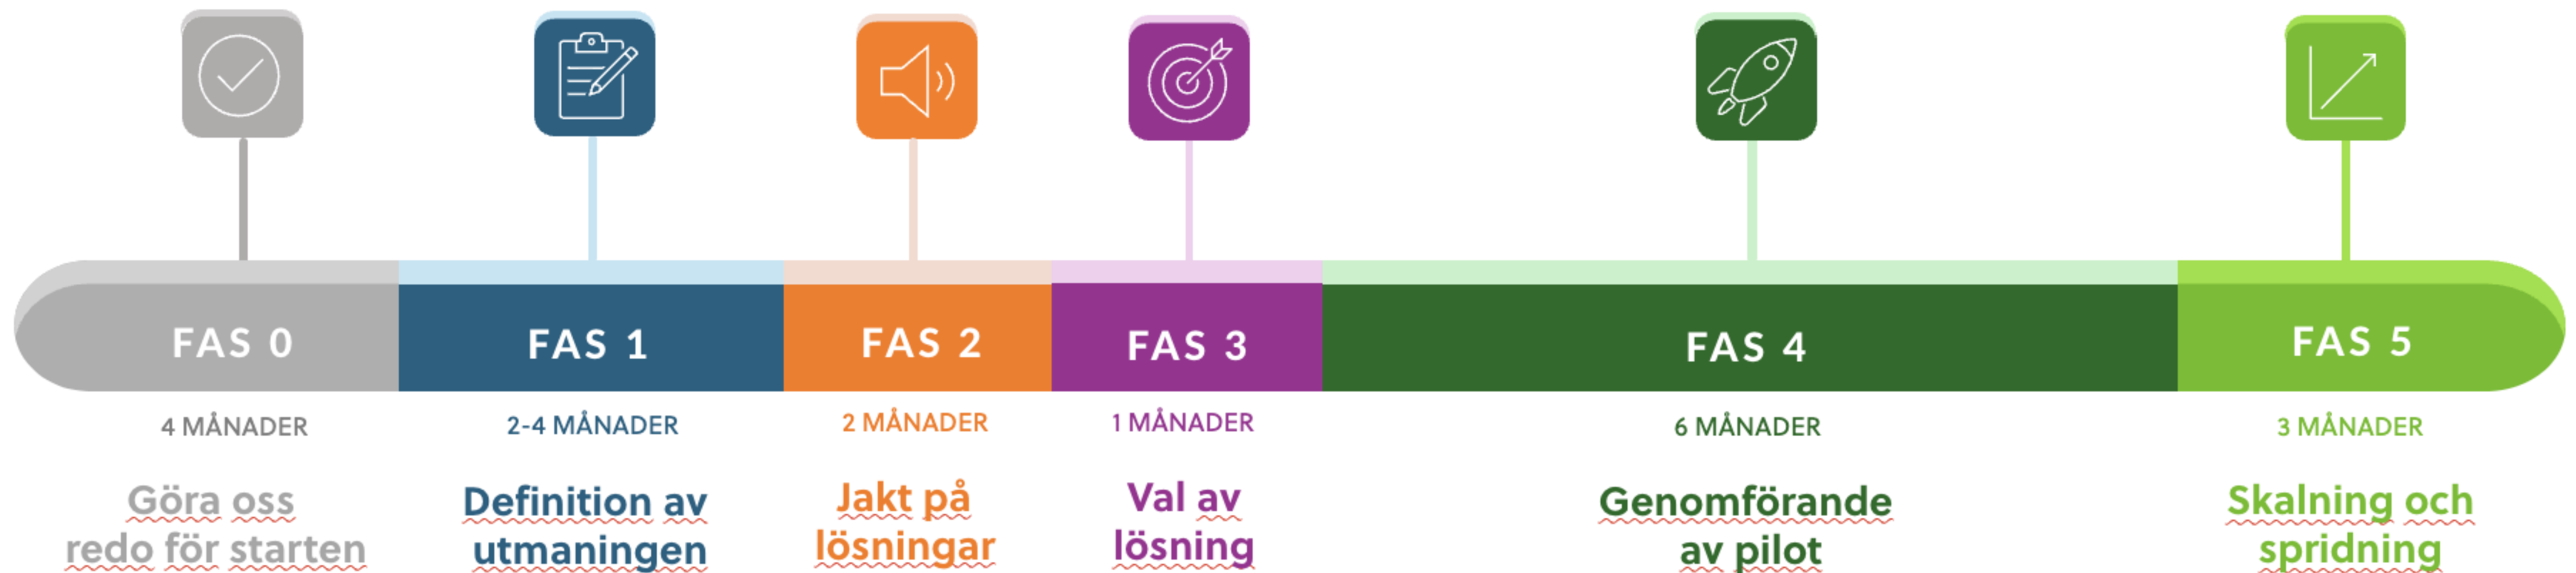 FAS 0
FAS 1
FAS 2
FAS 3
FAS 4
FAS 5
4 MÅNADER
2-4 MÅNADER
2 MÅNADER
1 MÅNADER
6 MÅNADER
3 MÅNADER
Göra oss
redo för starten
Definition av
utmaningen
Jakt på
lösningar
Val av
lösning
Genomförande
av pilot
Skalning och
spridning